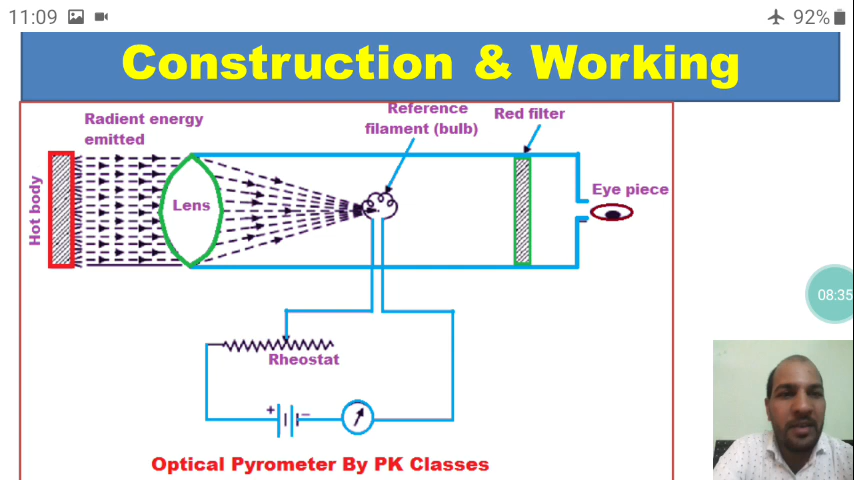 11:09
92%
Construction & Working
Radient energy
emitted
Reference
filament (bulb)
Red filter
Hot body
Lens
Eye piece
08:35
Rheostat
+
−
Optical Pyrometer By PK Classes